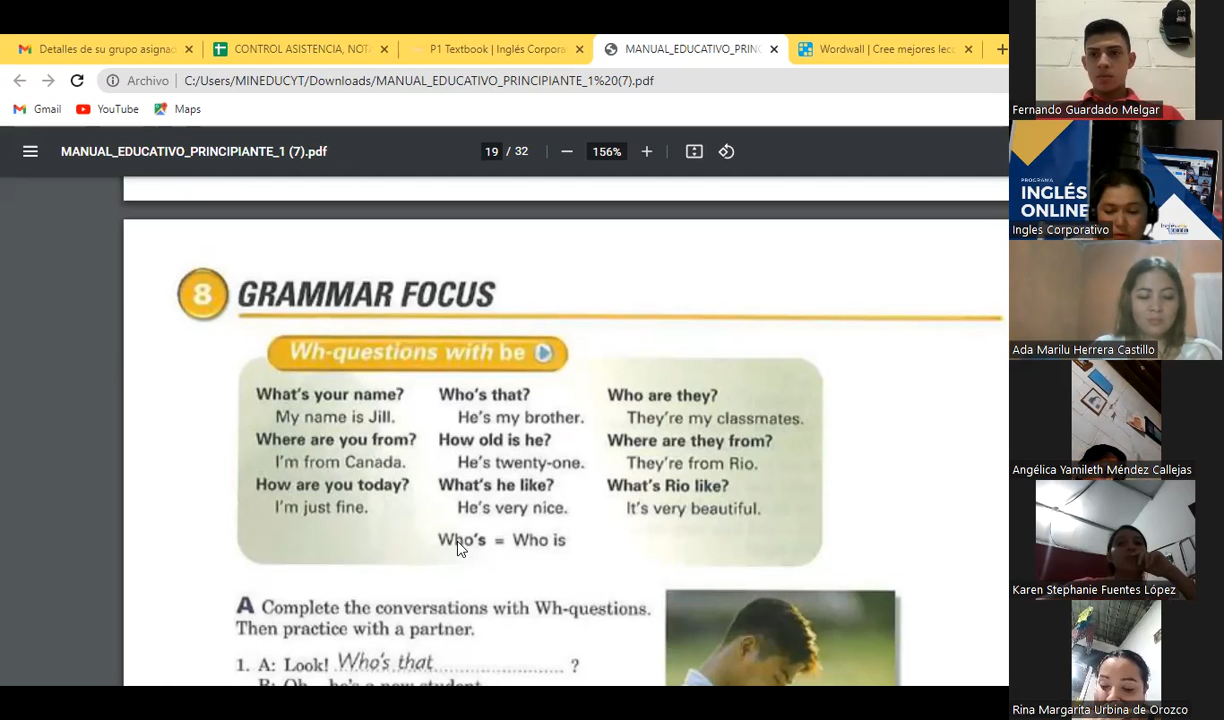 Detalles de su grupo asignad
CONTROL ASISTENCIA, NOTA
P1 Textbook | Inglés Corpora
MANUAL_EDUCATIVO_PRINC
Wordwall | Cree mejores lecc
Archivo
C:/Users/MINEDUCYT/Downloads/MANUAL_EDUCATIVO_PRINCIPIANTE_1%20(7).pdf
Gmail
YouTube
Maps
MANUAL_EDUCATIVO_PRINCIPIANTE_1 (7).pdf
19 / 32
156%
8 GRAMMAR FOCUS
Wh-questions with be
What's your name?
My name is Jill.
Where are you from?
I'm from Canada.
How are you today?
I'm just fine.
Who's that?
He's my brother.
How old is he?
He's twenty-one.
What's he like?
He's very nice.
Who's = Who is
Who are they?
They're my classmates.
Where are they from?
They're from Rio.
What's Rio like?
It's very beautiful.
A Complete the conversations with Wh-questions.
Then practice with a partner.
1. A: Look! Who's that ?
B: Oh, he's a new student.
Fernando Guardado Melgar
PROGRAMA
INGLÉS
ONLINE
Ingles Corporativo
Ada Marilu Herrera Castillo
Angélica Yamileth Méndez Callejas
Karen Stephanie Fuentes López
Rina Margarita Urbina de Orozco